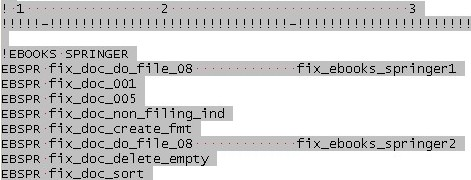 ! 1 2 3
!!!!!-!!!!!!!!!!!!!!!!!!!!!!!!!!!!!!-!!!!!!!!!!!!!!!!!!!!!!
!EBOOKS SPRINGER
EBSPR fix_doc_do_file_08 fix_ebooks_springer1
EBSPR fix_doc_001
EBSPR fix_doc_005
EBSPR fix_doc_non_filing_ind
EBSPR fix_doc_create_fmt
EBSPR fix_doc_do_file_08 fix_ebooks_springer2
EBSPR fix_doc_delete_empty
EBSPR fix_doc_sort